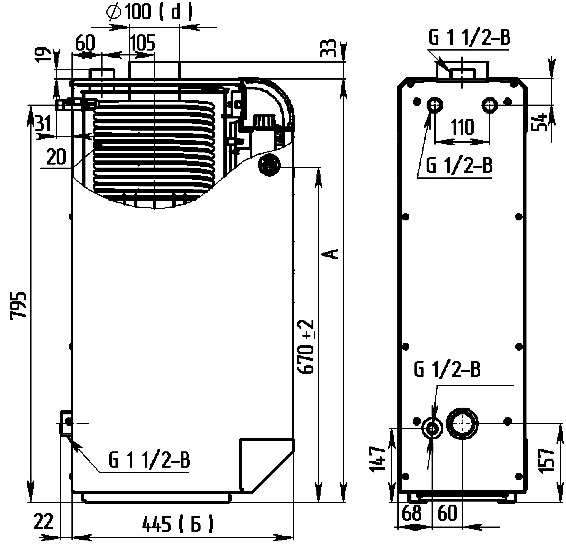 ⌀100 ( d )
60
105
19
33
G 1 1/2-B
31
20
110
54
G 1/2-B
A
795
670 ±2
G 1/2-B
G 1 1/2-B
147
157
22
445 ( Б )
68
60